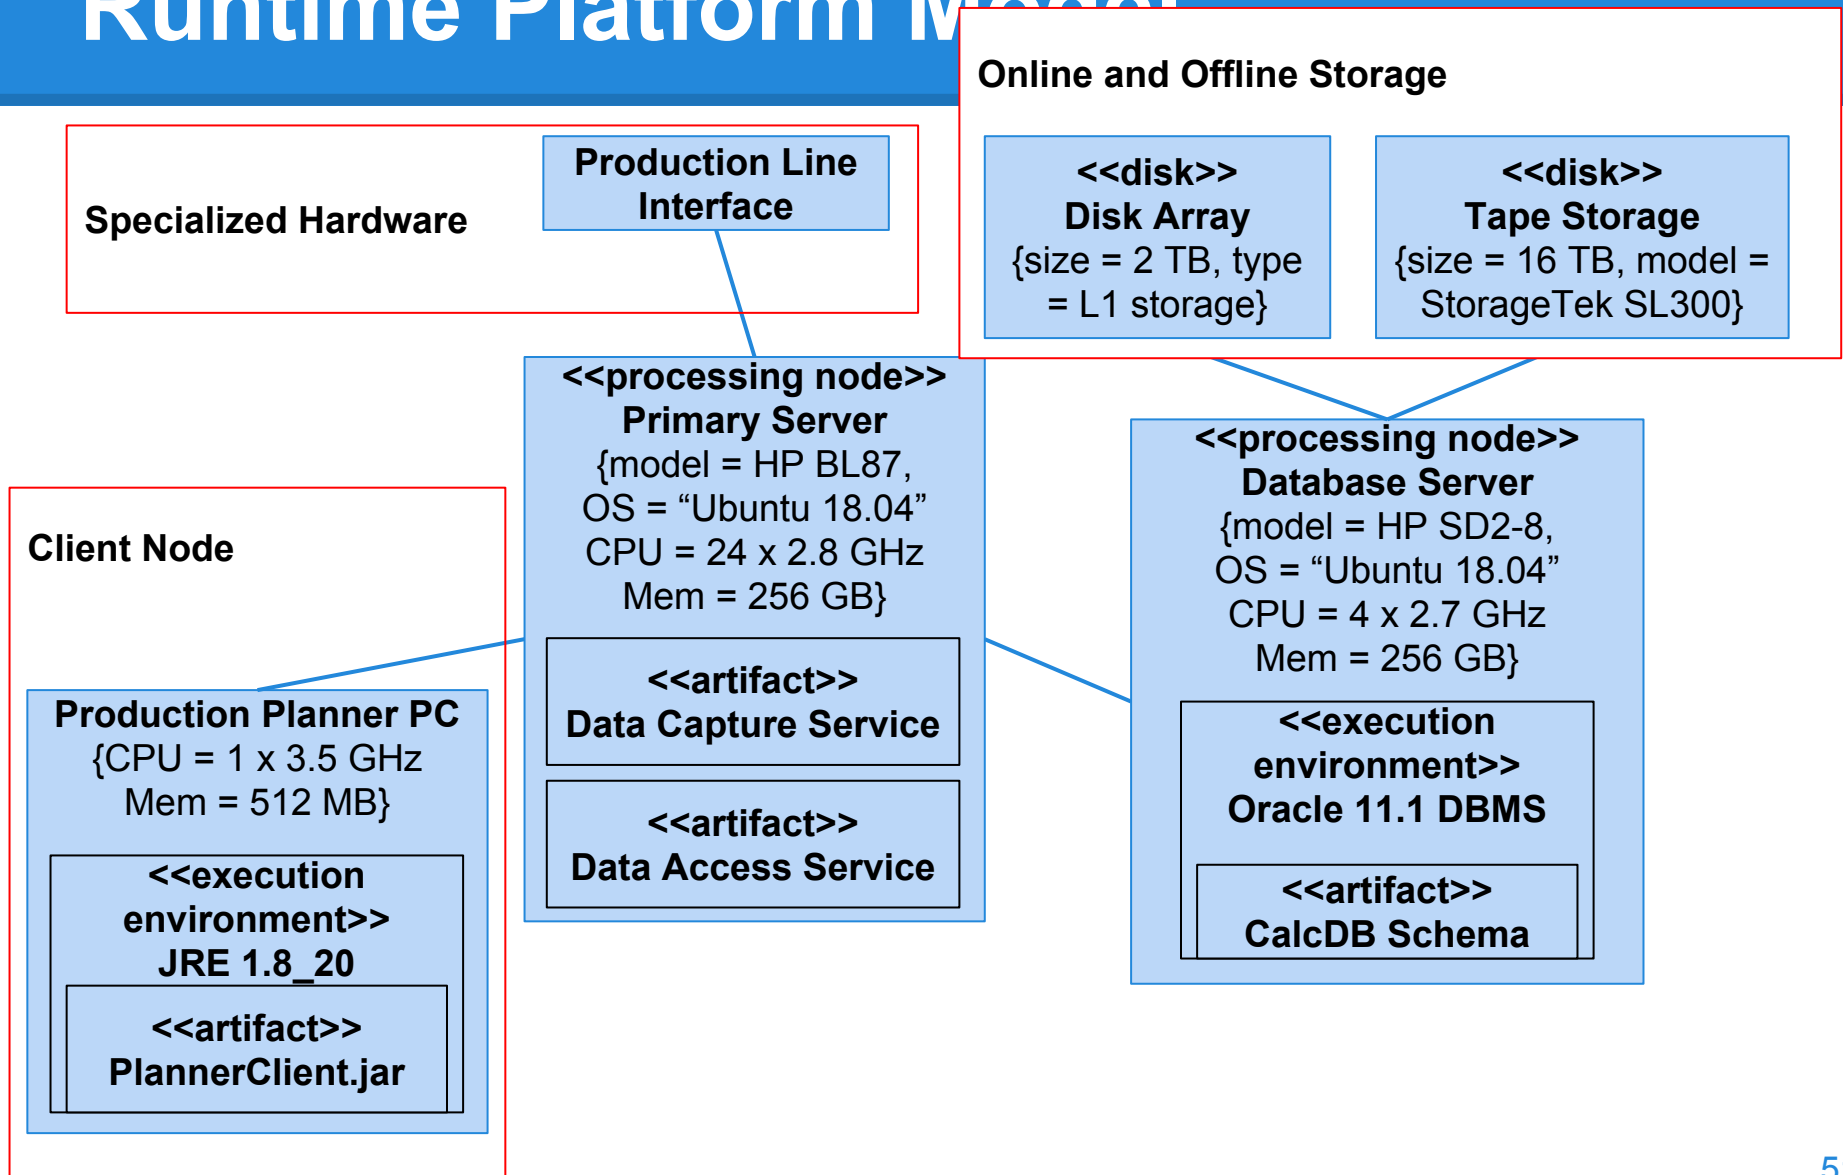 Runtime Platform Model
Online and Offline Storage
Specialized Hardware
Production Line
Interface
<<disk>>
Disk Array
{size = 2 TB, type
= L1 storage}
<<disk>>
Tape Storage
{size = 16 TB, model =
StorageTek SL300}
<<processing node>>
Primary Server
{model = HP BL87,
OS = “Ubuntu 18.04”
CPU = 24 x 2.8 GHz
Mem = 256 GB}
<<artifact>>
Data Capture Service
<<artifact>>
Data Access Service
<<processing node>>
Database Server
{model = HP SD2-8,
OS = “Ubuntu 18.04”
CPU = 4 x 2.7 GHz
Mem = 256 GB}
<<execution
environment>>
Oracle 11.1 DBMS
<<artifact>>
CalcDB Schema
Client Node
Production Planner PC
{CPU = 1 x 3.5 GHz
Mem = 512 MB}
<<execution
environment>>
JRE 1.8_20
<<artifact>>
PlannerClient.jar
5